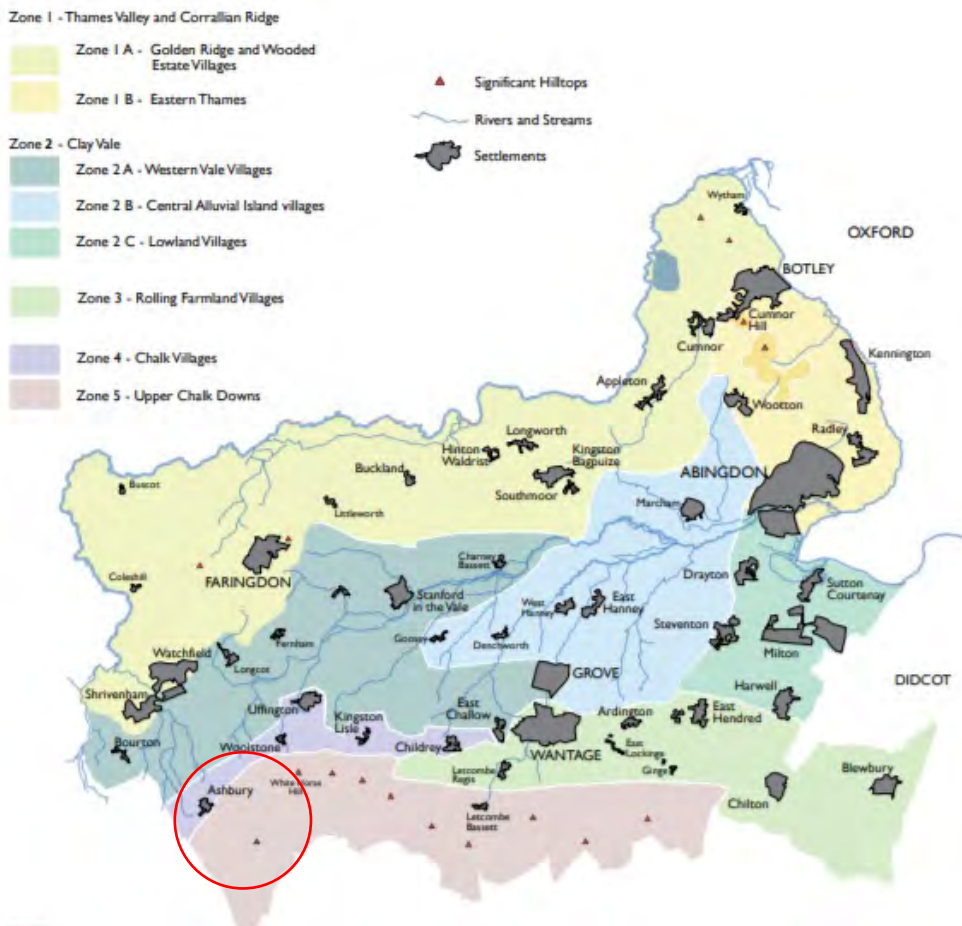 Zone 1 - Thames Valley and Corrallian Ridge
Zone 1 A - Golden Ridge and Wooded
Estate Villages
Zone 1 B - Eastern Thames
Zone 2 - Clay Vale
Zone 2 A - Western Vale Villages
Zone 2 B - Central Alluvial Island villages
Zone 2 C - Lowland Villages
Zone 3 - Rolling Farmland Villages
Zone 4 - Chalk Villages
Zone 5 - Upper Chalk Downs
Significant Hilltops
Rivers and Streams
Settlements
Wytham
OXFORD
BOTLEY
Cumnor
Hill
Cumnor
Kennington
Appleton
Wootton
Longworth
Hinton
Waldrist
Kingston
Bagpuize
Radley
Buckland
ABINGDON
Buscot
Southmoor
Marcham
Littleworth
Charney
Bassett
Coleshill
FARINGDON
Drayton
Sutton
Courtenay
Stanford
in the Vale
West
Hanney
East
Hanney
Steventon
Fernham
Goosey
Denchworth
Milton
Watchfield
Longcot
GROVE
DIDCOT
Shrivenham
Harwell
Uffington
East
Challow
Ardington
East
Hendred
Bourton
Kingston
Lisle
Woolstone
Childrey
WANTAGE
East
Lockinge
Letcombe
Regis
Ginge
Blewbury
White Horse
Hill
Chilton
Ashbury
Letcombe
Bassett